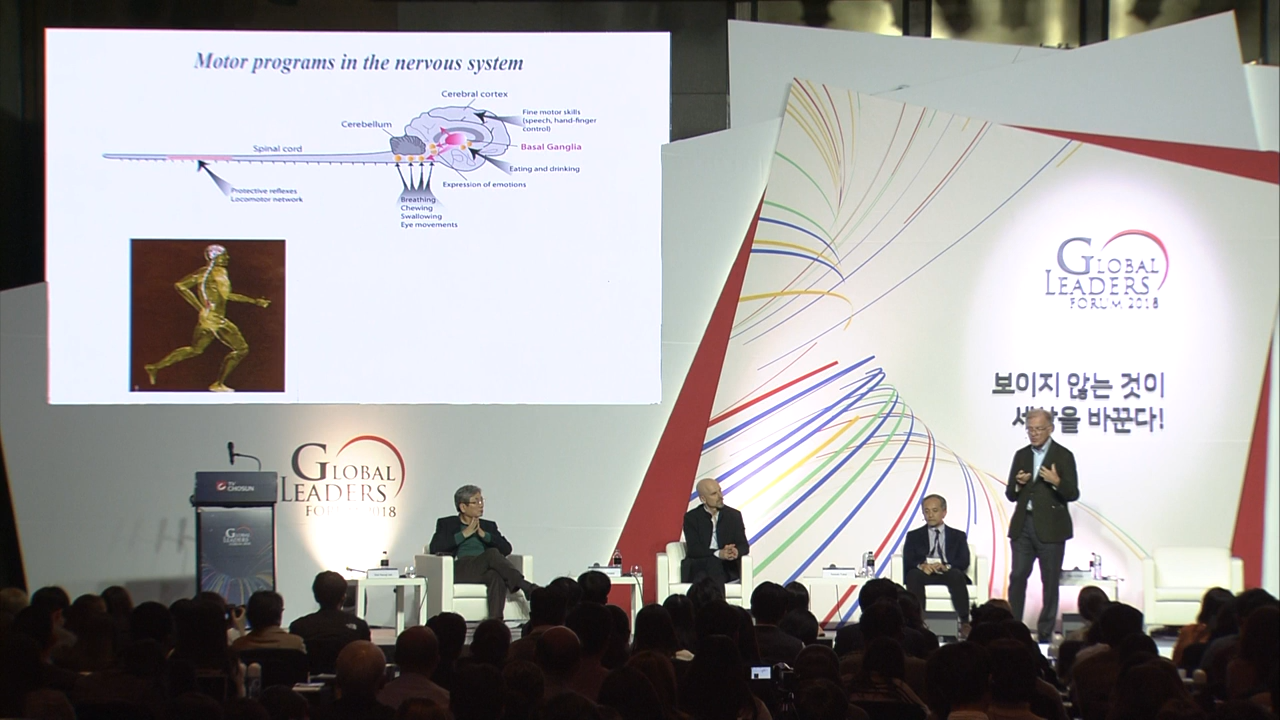 Motor programs in the nervous system
Cerebral cortex
Fine motor skills
(speech, hand-finger
control)
Cerebellum
Basal Ganglia
Spinal cord
Eating and drinking
Expression of emotions
Protective reflexes
Locomotor network
Breathing
Chewing
Swallowing
Eye movements
GLOBAL
LEADERS
FORUM 2018
보이지 않는 것이
세상을 바꾼다!
TV
CHOSUN
GLOBAL
LEADERS
FORUM 2018
GLOBAL
LEADERS